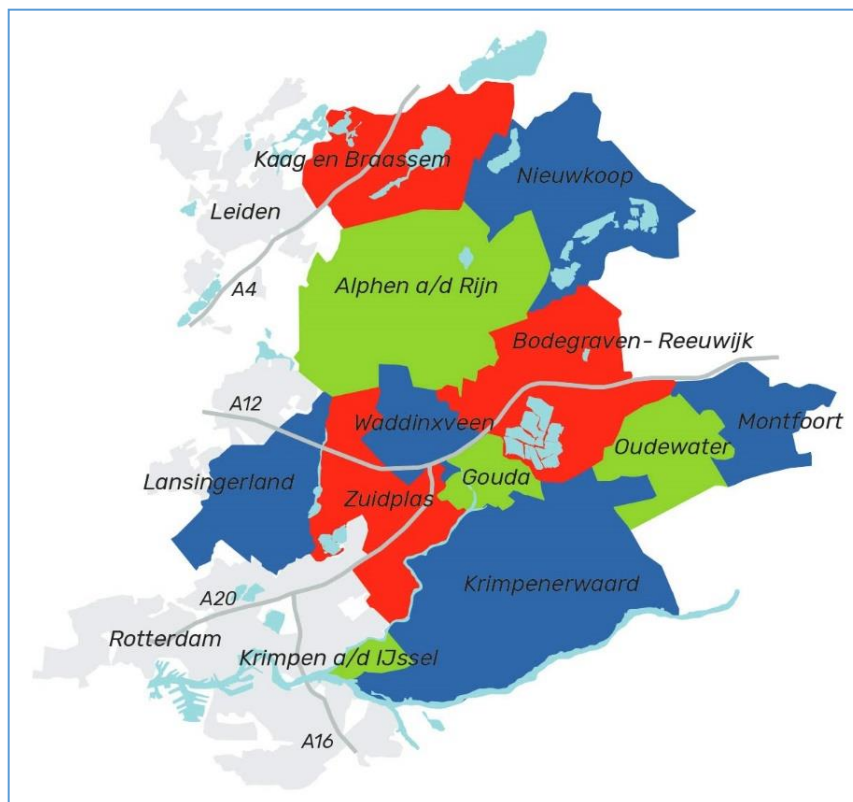 Kaag en Braassem
Nieuwkoop
Leiden
Alphen a/d Rijn
A4
Bodegraven- Reeuwijk
A12
Waddinxveen
Montfoort
Oudewater
Lansingerland
Gouda
Zuidplas
Krimpenerwaard
A20
Rotterdam
Krimpen a/d IJssel
A16